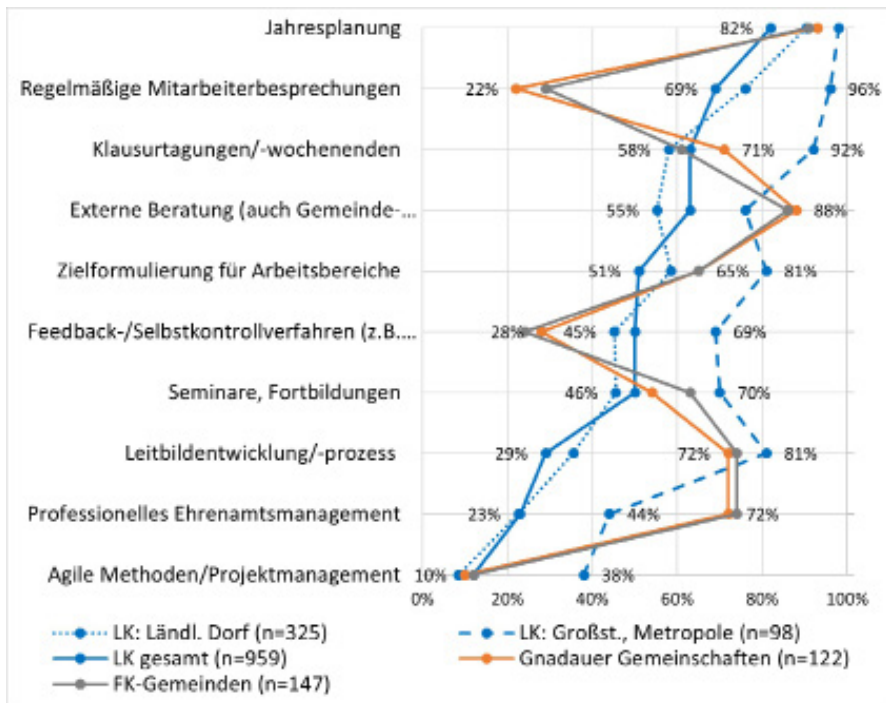 Jahresplanung 82%
Regelmäßige Mitarbeiterbesprechungen 22% 69% 96%
Klausurtagungen/-wochenenden 58% 71% 92%
Externe Beratung (auch Gemeinde-... 55% 88%
Zielformulierung für Arbeitsbereiche 51% 65% 81%
Feedback-/Selbstkontrollverfahren (z.B.... 28% 45% 69%
Seminare, Fortbildungen 46% 70%
Leitbildentwicklung/-prozess 29% 72% 81%
Professionelles Ehrenamtsmanagement 23% 44% 72%
Agile Methoden/Projektmanagement 10% 38%
0% 20% 40% 60% 80% 100%
LK: Ländl. Dorf (n=325) LK: Großst., Metropole (n=98)
LK gesamt (n=959) Gnadauer Gemeinschaften (n=122)
FK-Gemeinden (n=147)